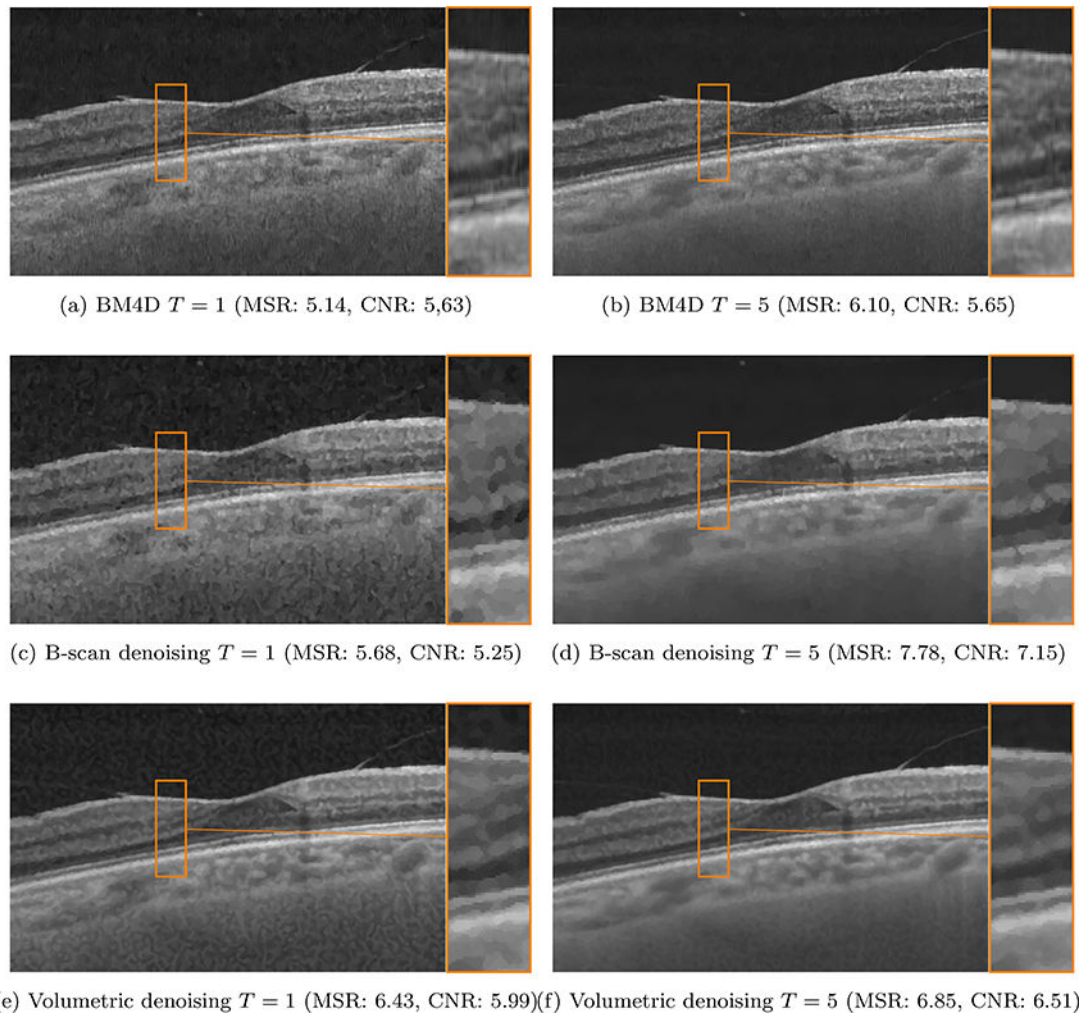 (a) BM4D T = 1 (MSR: 5.14, CNR: 5,63)
(b) BM4D T = 5 (MSR: 6.10, CNR: 5.65)
(c) B-scan denoising T = 1 (MSR: 5.68, CNR: 5.25)
(d) B-scan denoising T = 5 (MSR: 7.78, CNR: 7.15)
(e) Volumetric denoising T = 1 (MSR: 6.43, CNR: 5.99)
(f) Volumetric denoising T = 5 (MSR: 6.85, CNR: 6.51)